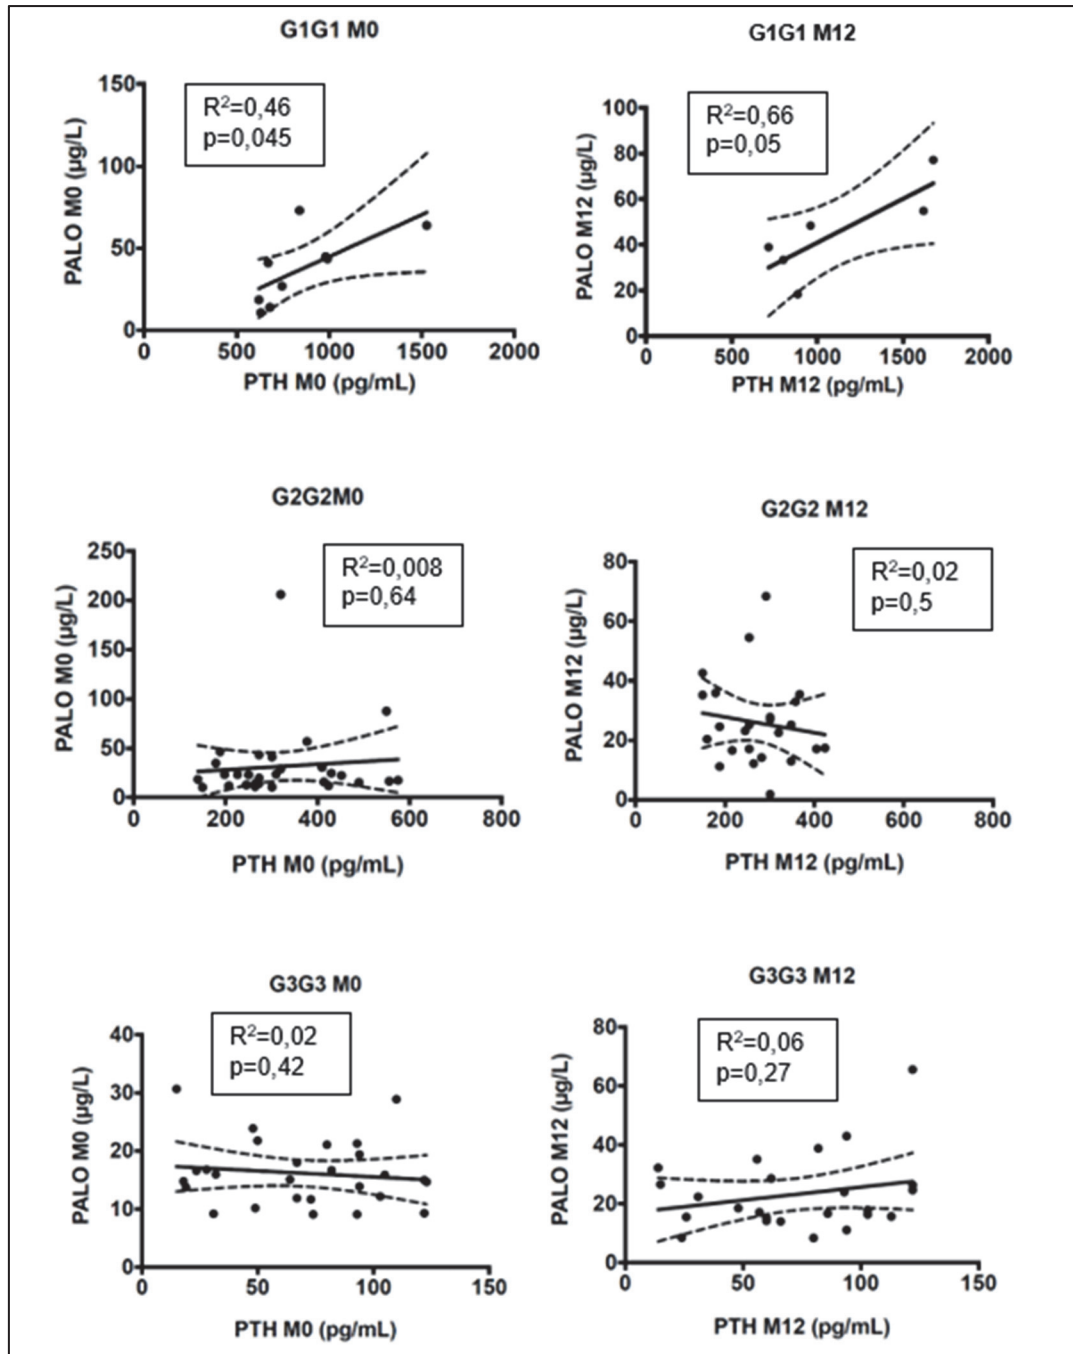 G1G1 M0
150
100
50
0
PALO M0 (µg/L)
R²=0,46
p=0,045
0 500 1000 1500 2000
PTH M0 (pg/mL)
G1G1 M12
100
80
60
40
20
0
PALO M12 (µg/L)
R²=0,66
p=0,05
0 500 1000 1500 2000
PTH M12 (pg/mL)
G2G2M0
250
200
150
100
50
0
PALO M0 (µg/L)
R²=0,008
p=0,64
0 200 400 600 800
PTH M0 (pg/mL)
G2G2 M12
80
60
40
20
0
PALO M12 (µg/L)
R²=0,02
p=0,5
0 200 400 600 800
PTH M12 (pg/mL)
G3G3 M0
40
30
20
10
0
PALO M0 (µg/L)
R²=0,02
p=0,42
0 50 100 150
PTH M0 (pg/mL)
G3G3 M12
80
60
40
20
0
PALO M12 (µg/L)
R²=0,06
p=0,27
0 50 100 150
PTH M12 (pg/mL)